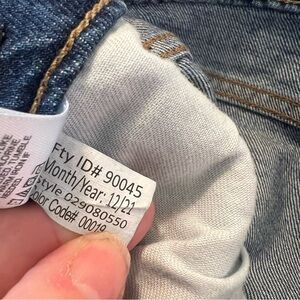 Fty ID# 90045
Month/Year: 12/21
Style 029080550
Color Code# 00019